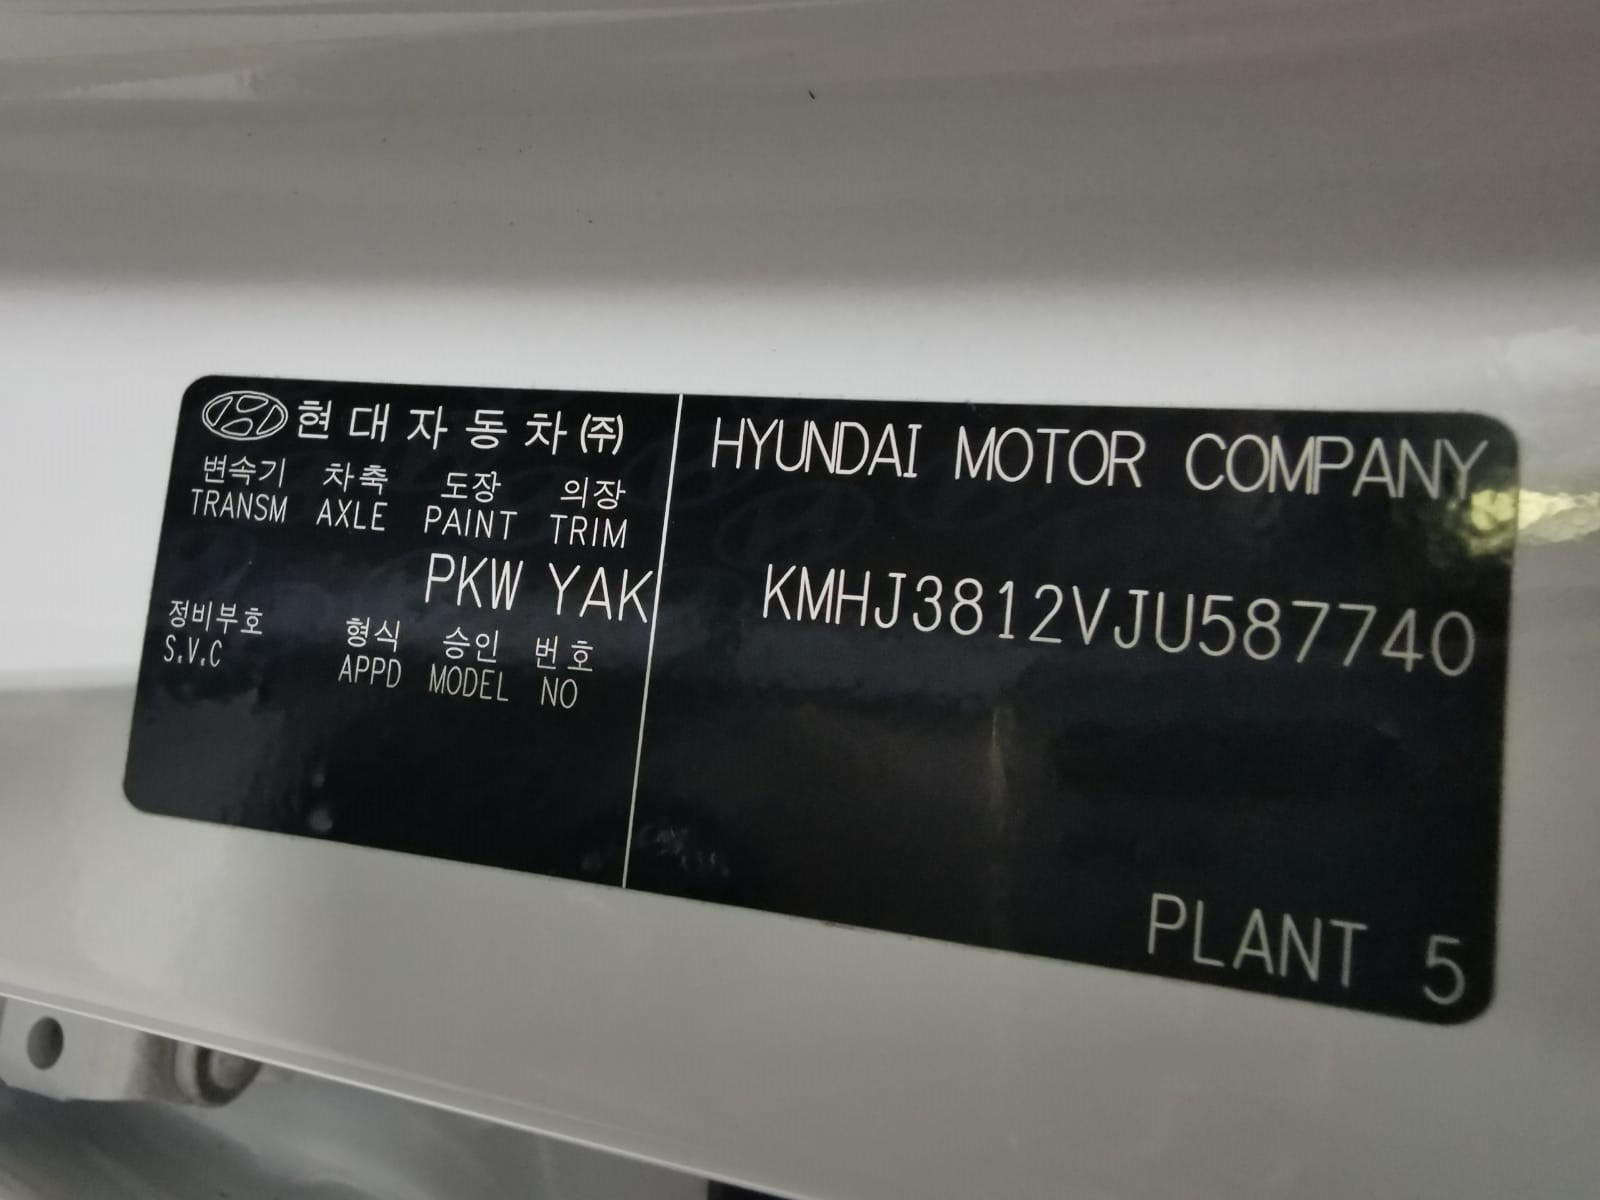 현대자동차(주)
변속기 차축 도장 의장
TRANSM AXLE PAINT TRIM
PKW YAK
정비부호 형식 승인 번호
S.V.C APPD MODEL NO
HYUNDAI MOTOR COMPANY
KMHJ3812VJU587740
PLANT 5